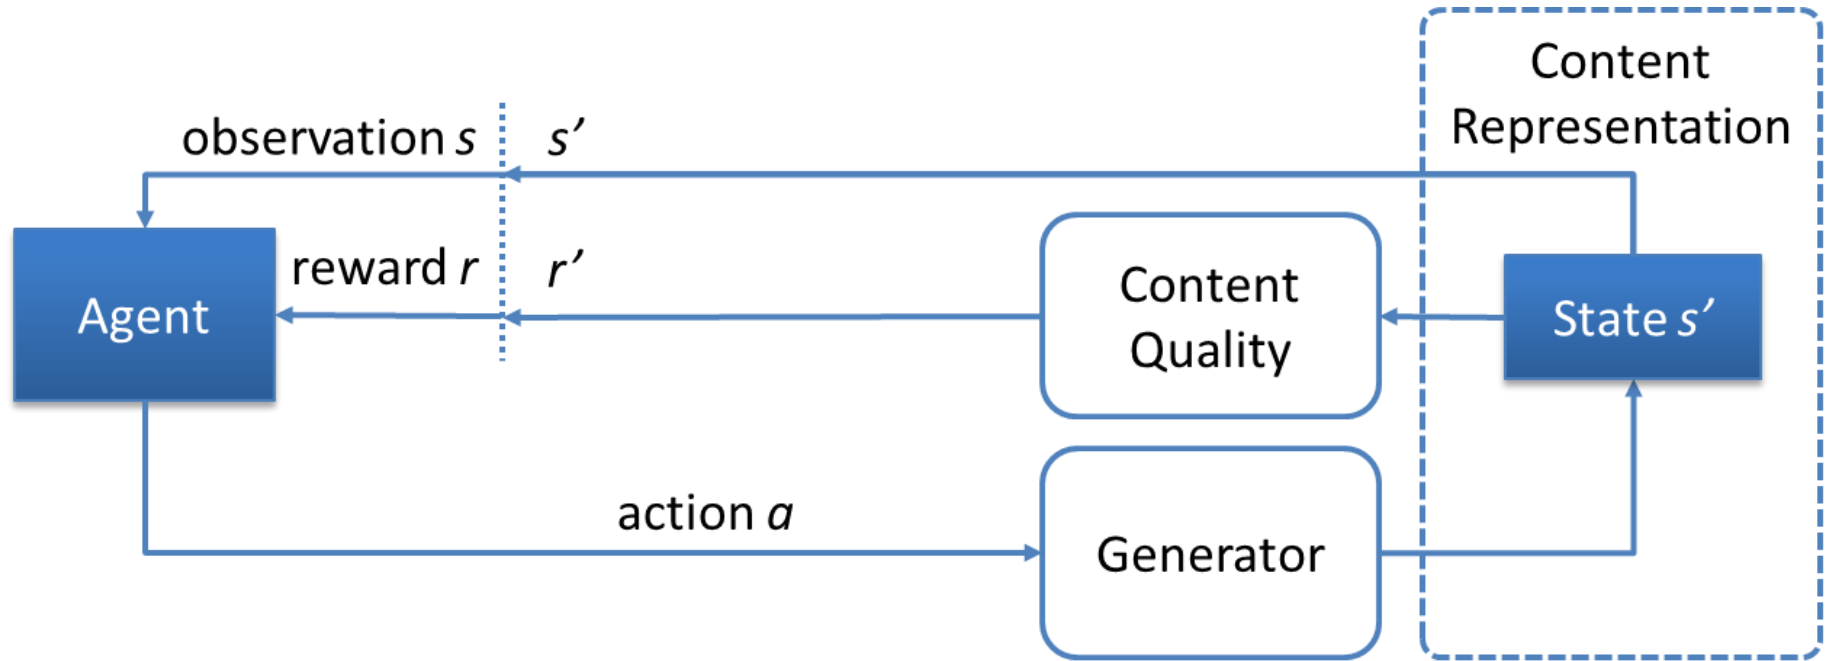 Content
Representation
observation s
s’
reward r
r’
Agent
Content
Quality
State s’
action a
Generator